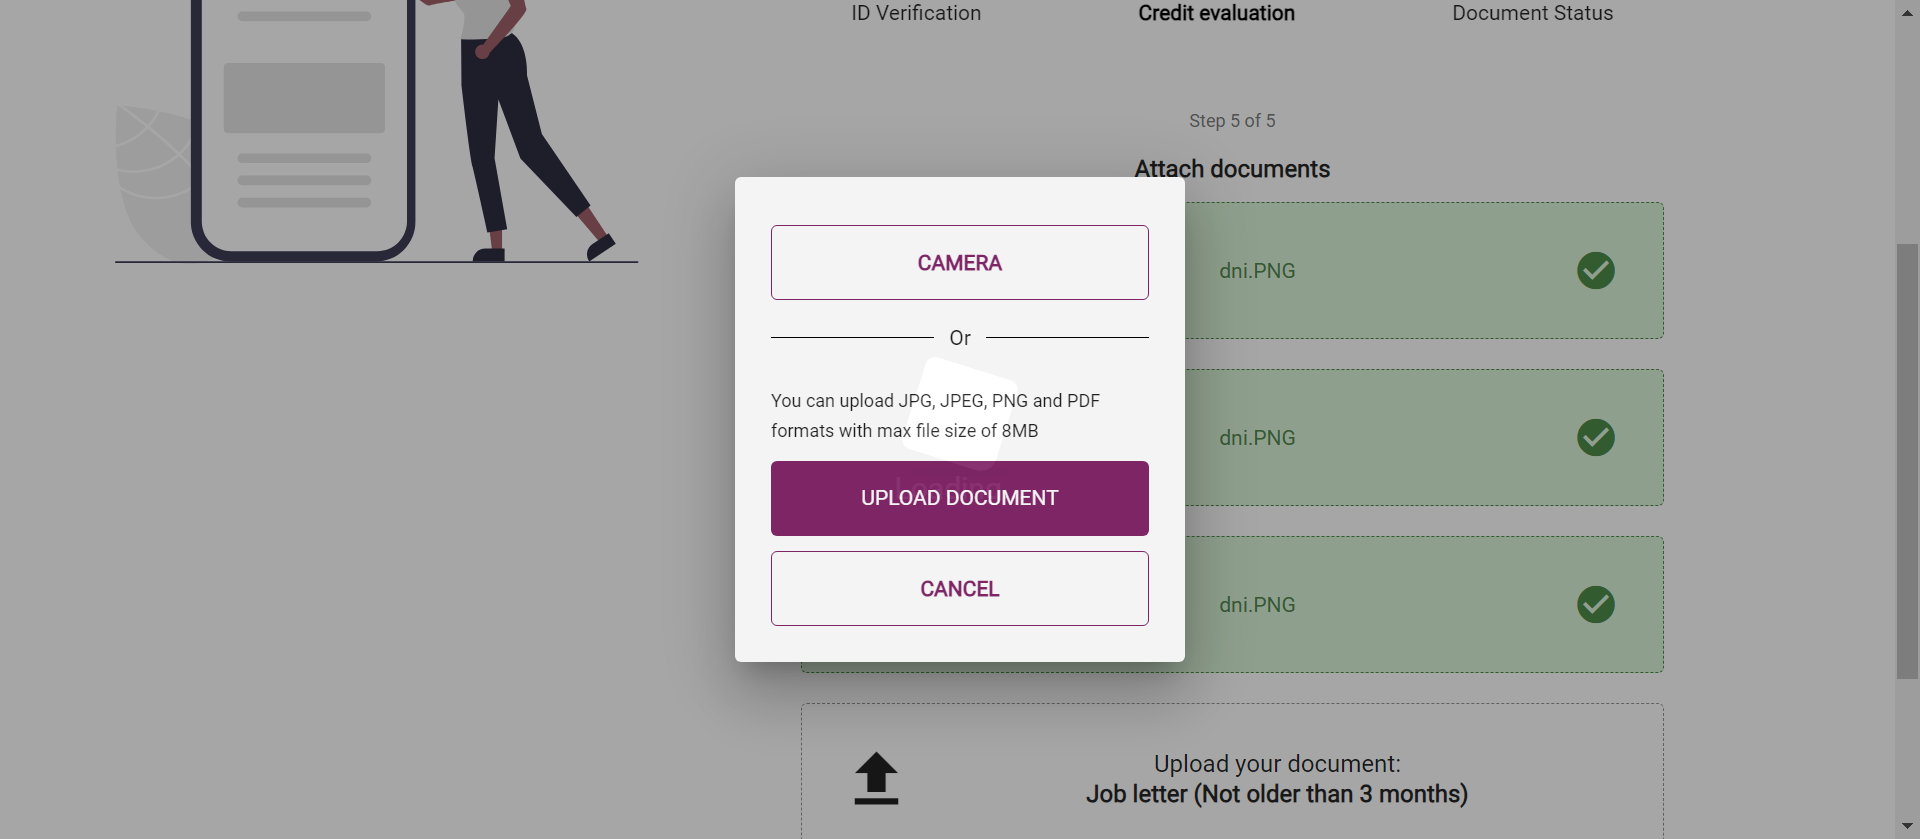 ID Verification
Credit evaluation
Document Status
Step 5 of 5
Attach documents
CAMERA
Or
You can upload JPG, JPEG, PNG and PDF
formats with max file size of 8MB
Loading
UPLOAD DOCUMENT
CANCEL
dni.PNG
dni.PNG
dni.PNG
Upload your document:
Job letter (Not older than 3 months)